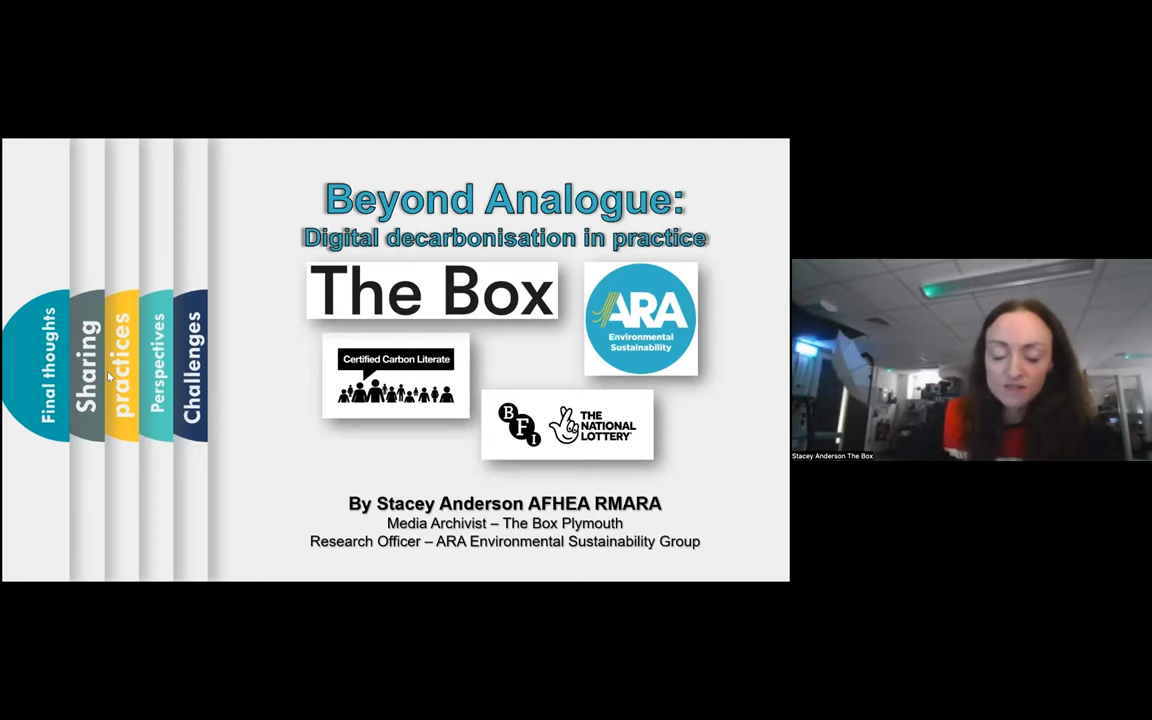 Beyond Analogue:
Digital decarbonisation in practice
The Box
ARA
Environmental
Sustainability
Certified Carbon Literate
BFI
THE
NATIONAL
LOTTERY
By Stacey Anderson AFHEA RMARA
Media Archivist – The Box Plymouth
Research Officer – ARA Environmental Sustainability Group
Final thoughts
Sharing
practices
Perspectives
Challenges
Stacey Anderson The Box